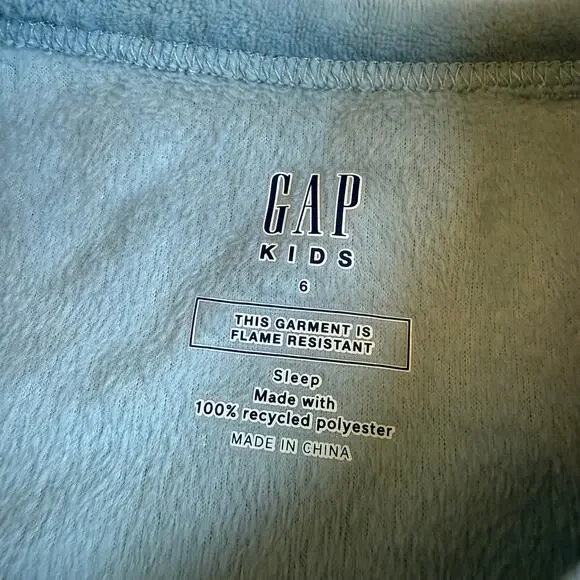 GAP
KIDS
6
THIS GARMENT IS
FLAME RESISTANT
Sleep
Made with
100% recycled polyester
MADE IN CHINA